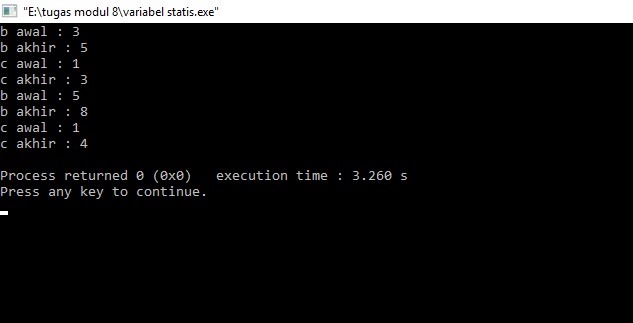 "E:\tugas modul 8\variabel statis.exe"
b awal : 3
b akhir : 5
c awal : 1
c akhir : 3
b awal : 5
b akhir : 8
c awal : 1
c akhir : 4
Process returned 0 (0x0)   execution time : 3.260 s
Press any key to continue.